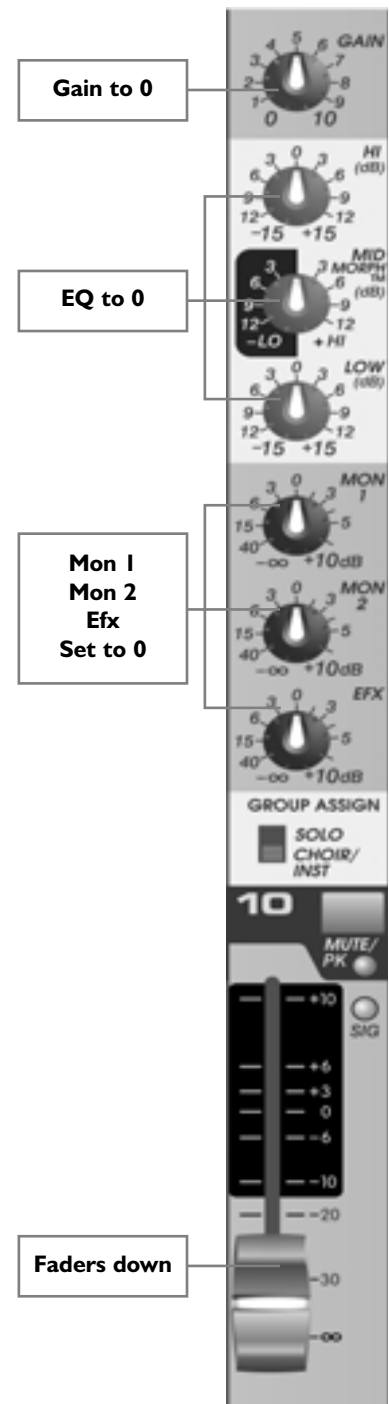 GAIN
5
4 6
3 7
2 8
1 9
0 10
Gain to 0
HI
(dB)
0
3 3
6 6
9 9
12 12
-15 +15
EQ to 0
MID
MORPH™
(dB)
3 3
6 6
9 9
12 12
-LO + HI
LOW
(dB)
0
3 3
6 6
9 9
12 12
-15 +15
Mon 1
Mon 2
Efx
Set to 0
MON
1
0
3 3
6
15 5
40
-∞ +10dB
MON
2
0
3 3
6
15 5
40
-∞ +10dB
EFX
0
3 3
6
15 5
40
-∞ +10dB
GROUP ASSIGN
SOLO
CHOIR/
INST
10
MUTE/
PK
SIG
+10
+6
+3
0
-6
-10
-20
-30
∞
Faders down